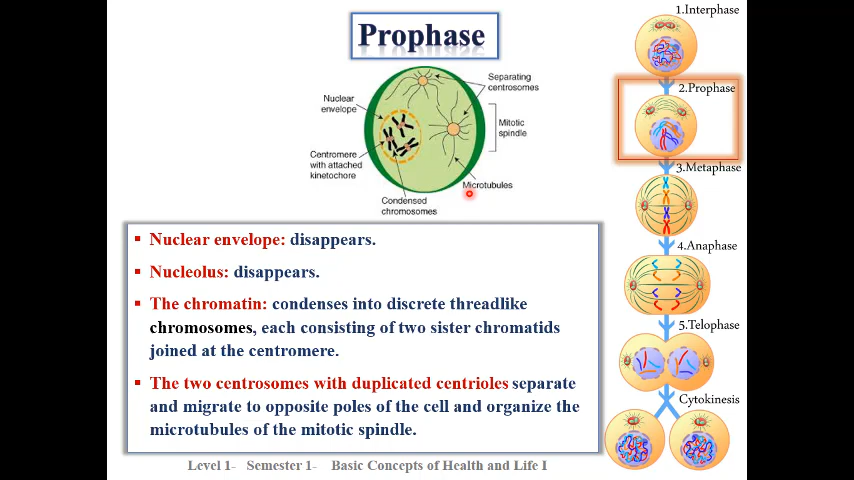 Prophase
Separating
centrosomes
Nuclear
envelope
Mitotic
spindle
Centromere
with attached
kinetochore
Microtubules
Condensed
chromosomes
▪ Nuclear envelope: disappears.
▪ Nucleolus: disappears.
▪ The chromatin: condenses into discrete threadlike
chromosomes, each consisting of two sister chromatids
joined at the centromere.
▪ The two centrosomes with duplicated centrioles separate
and migrate to opposite poles of the cell and organize the
microtubules of the mitotic spindle.
1.Interphase
2.Prophase
3.Metaphase
4.Anaphase
5.Telophase
Cytokinesis
Level 1- Semester 1- Basic Concepts of Health and Life I